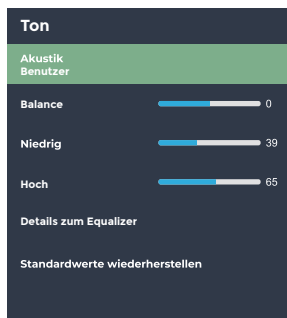 Ton
Akustik
Benutzer
Balance 0
Niedrig 39
Hoch 65
Details zum Equalizer
Standardwerte wiederherstellen